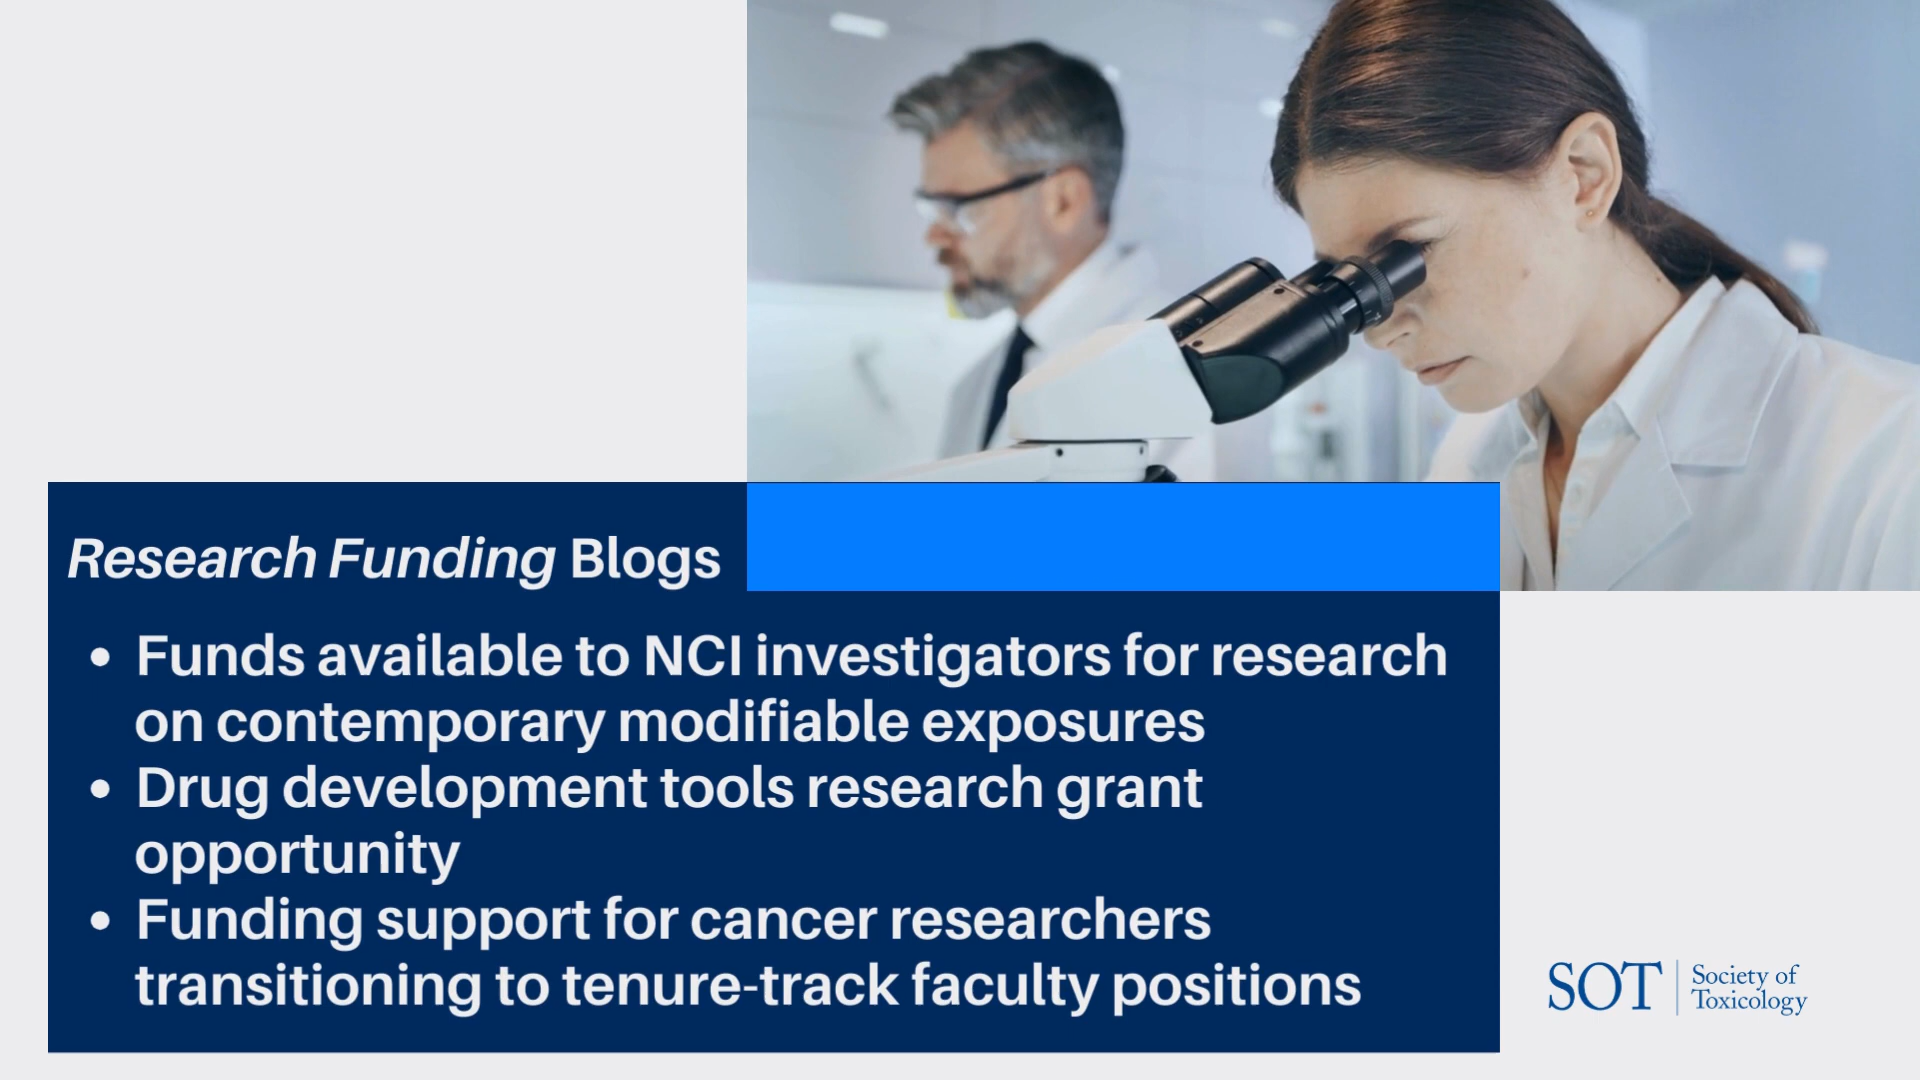 Research Funding Blogs
• Funds available to NCI investigators for research
on contemporary modifiable exposures
• Drug development tools research grant
opportunity
• Funding support for cancer researchers
transitioning to tenure-track faculty positions
SOT | Society of
Toxicology